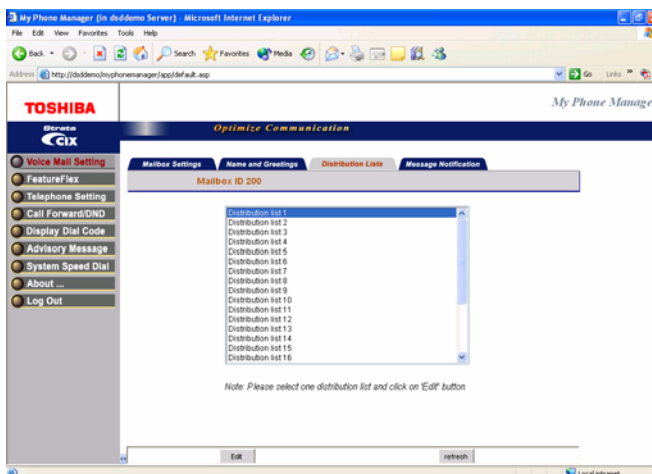 My Phone Manager (in dsddemo Server) - Microsoft Internet Explorer
File Edit View Favorites Tools Help
Back Search Favorites Media
Address http://dsddemo/myphonemanager/app/default.asp Go Links
TOSHIBA
My Phone Manage
Strata
CIX
Optimize Communication
Voice Mail Setting
FeatureFlex
Telephone Setting
Call Forward/DND
Display Dial Code
Advisory Message
System Speed Dial
About ...
Log Out
Mailbox Settings Name and Greetings Distribution Lists Message Notification
Mailbox ID 200
Distribution list 1
Distribution list 2
Distribution list 3
Distribution list 4
Distribution list 5
Distribution list 6
Distribution list 7
Distribution list 8
Distribution list 9
Distribution list 10
Distribution list 11
Distribution list 12
Distribution list 13
Distribution list 14
Distribution list 15
Distribution list 16
Note: Please select one distribution list and click on 'Edit' button
Edit refresh
Local intranet